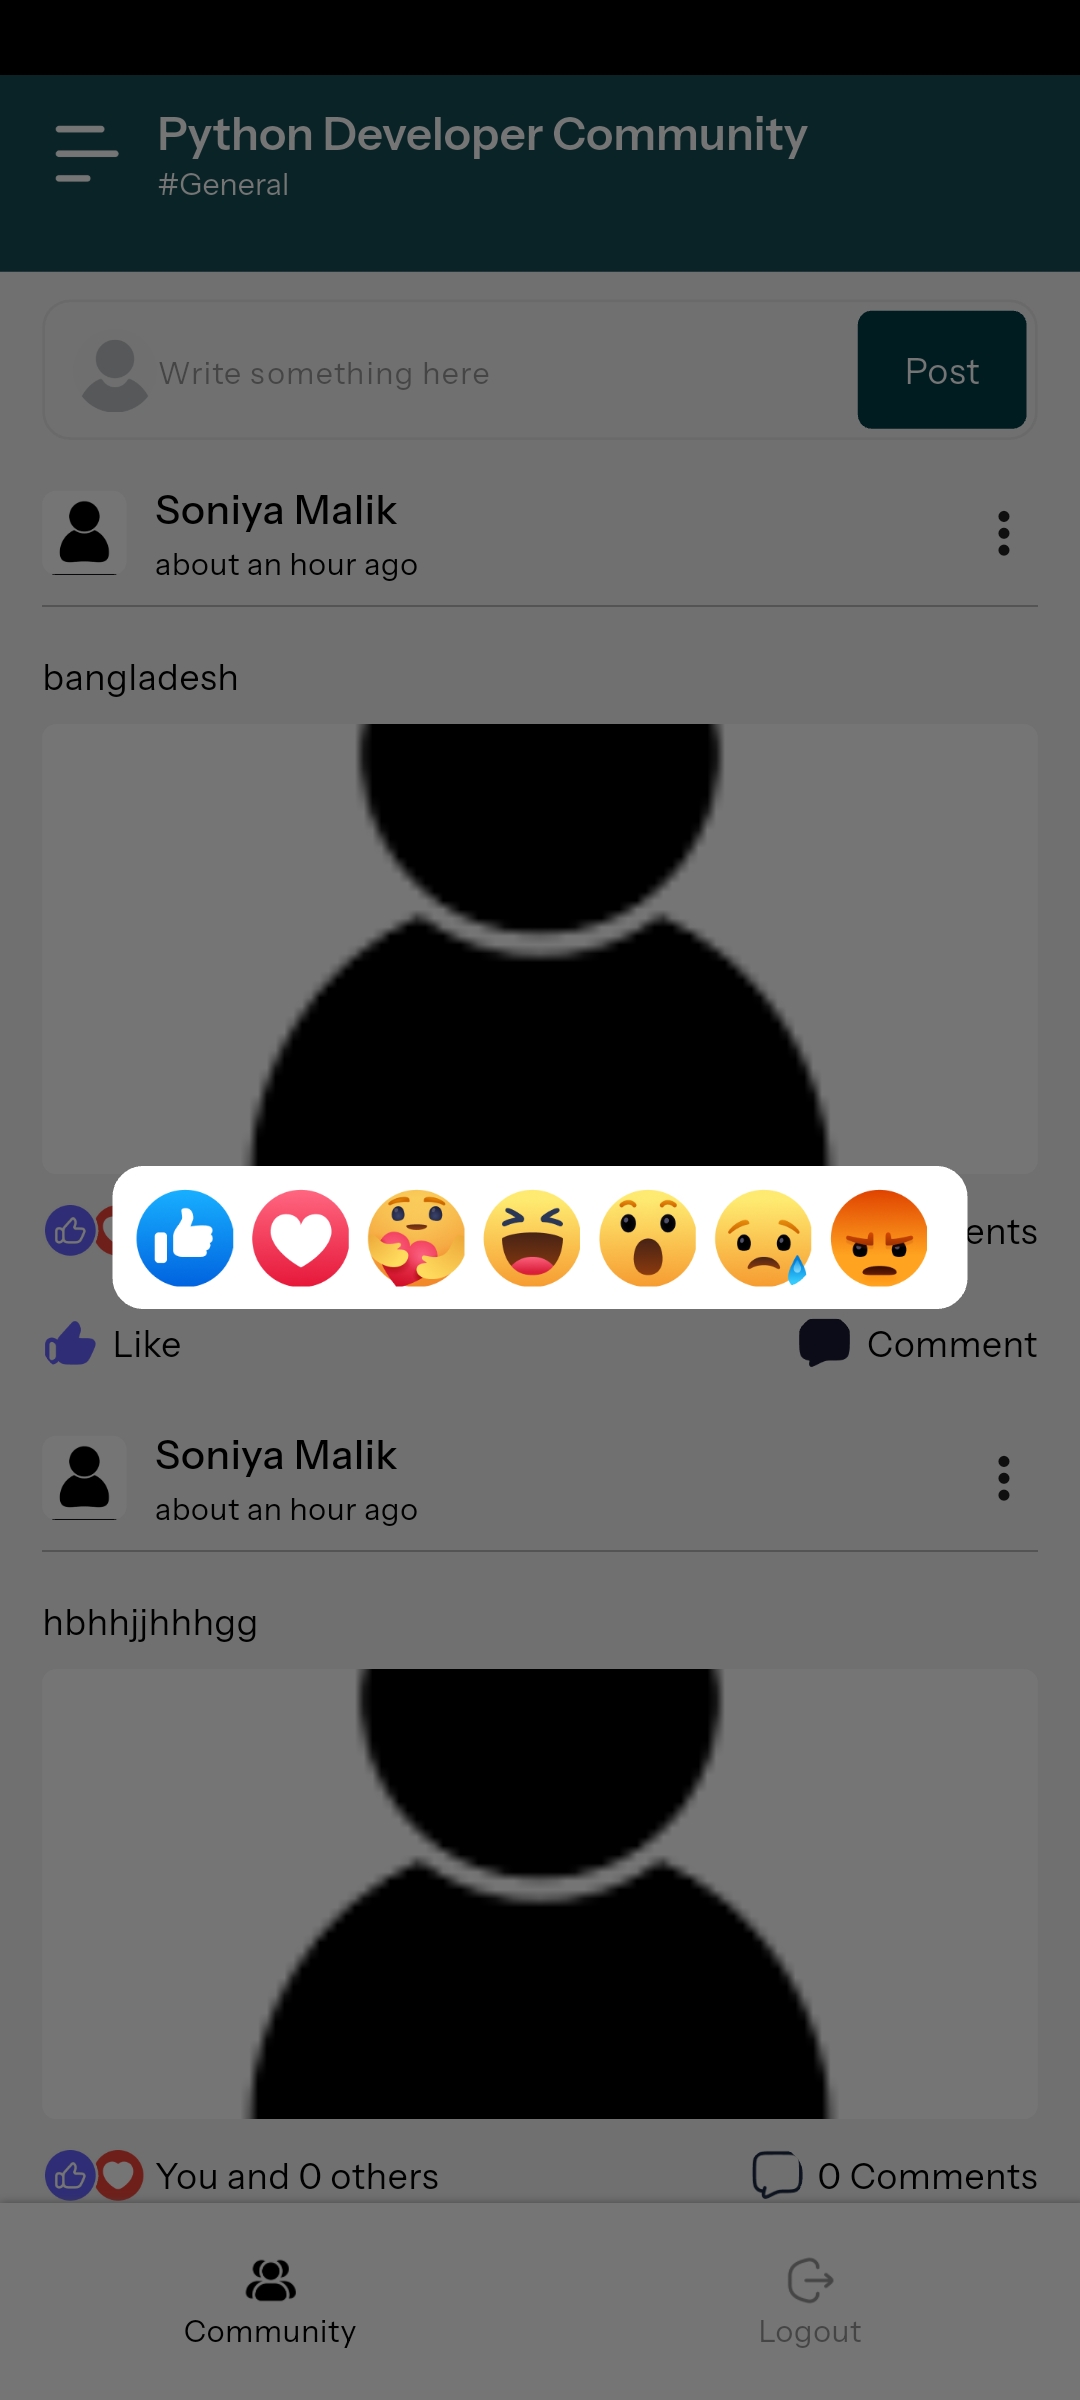 Python Developer Community
#General
Write something here
Post
Soniya Malik
about an hour ago
bangladesh
Like
Comment
Soniya Malik
about an hour ago
hbhhjjhhhgg
You and 0 others
0 Comments
Community
Logout